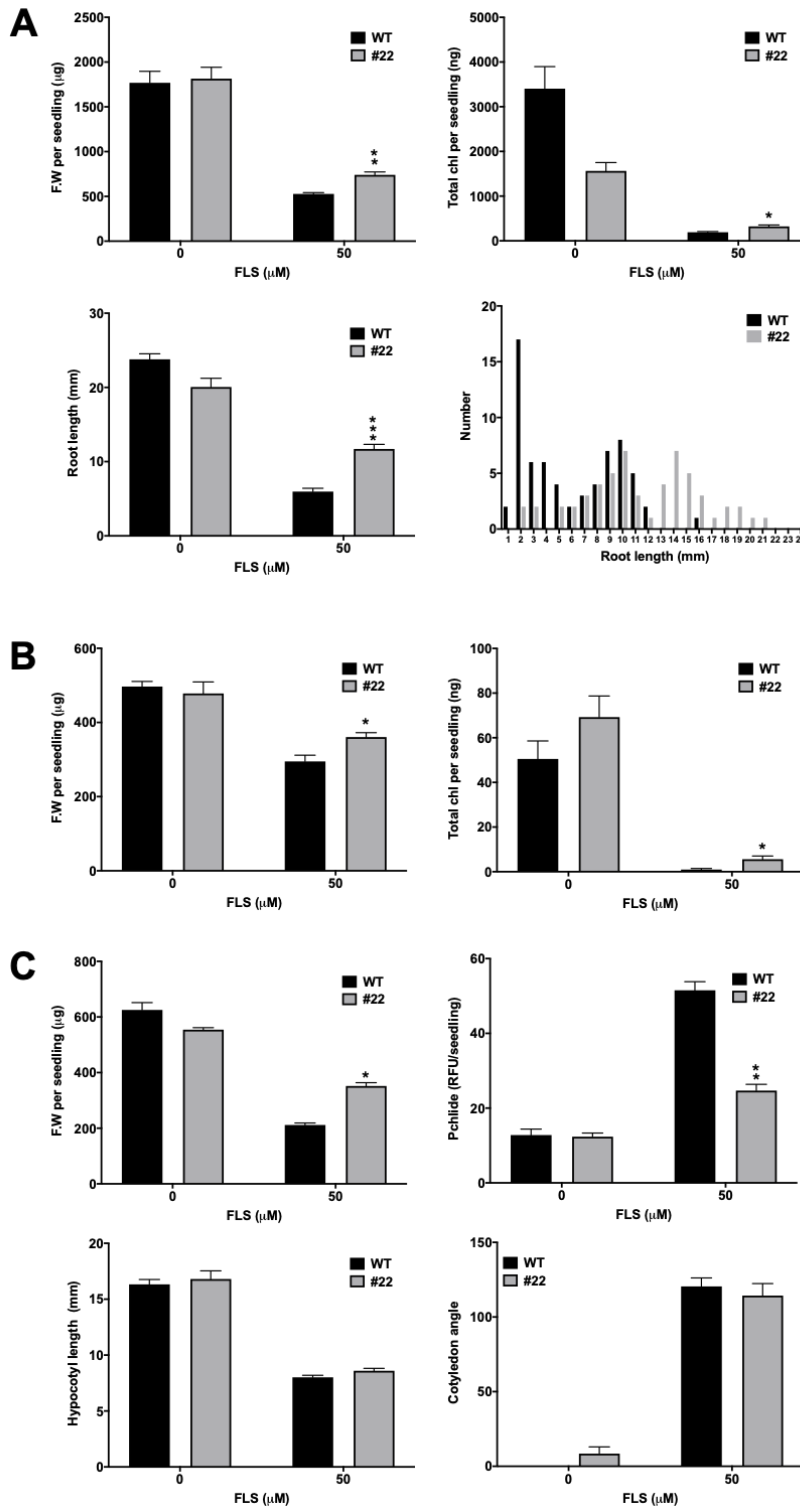 A
F.W per seedling (μg)
2500
2000
1500
1000
500
0
WT
#22
**
0 50
FLS (μM)
Total chl per seedling (ng)
5000
4000
3000
2000
1000
0
WT
#22
*
0 50
FLS (μM)
Root length (mm)
30
20
10
0
WT
#22
***
0 50
FLS (μM)
Number
20
15
10
5
0
WT
#22
1 2 3 4 5 6 7 8 9 10 11 12 13 14 15 16 17 18 19 20 21 22 23
Root length (mm)
B
F.W per seedling (μg)
600
400
200
0
WT
#22
*
0 50
FLS (μM)
Total chl per seedling (ng)
100
80
60
40
20
0
WT
#22
*
0 50
FLS (μM)
C
F.W per seedling (μg)
800
600
400
200
0
WT
#22
*
0 50
FLS (μM)
Pchlide (RFU/seedling)
60
40
20
0
WT
#22
**
0 50
FLS (μM)
Hypocotyl length (mm)
20
15
10
5
0
WT
#22
0 50
FLS (μM)
Cotyledon angle
150
100
50
0
WT
#22
0 50
FLS (μM)